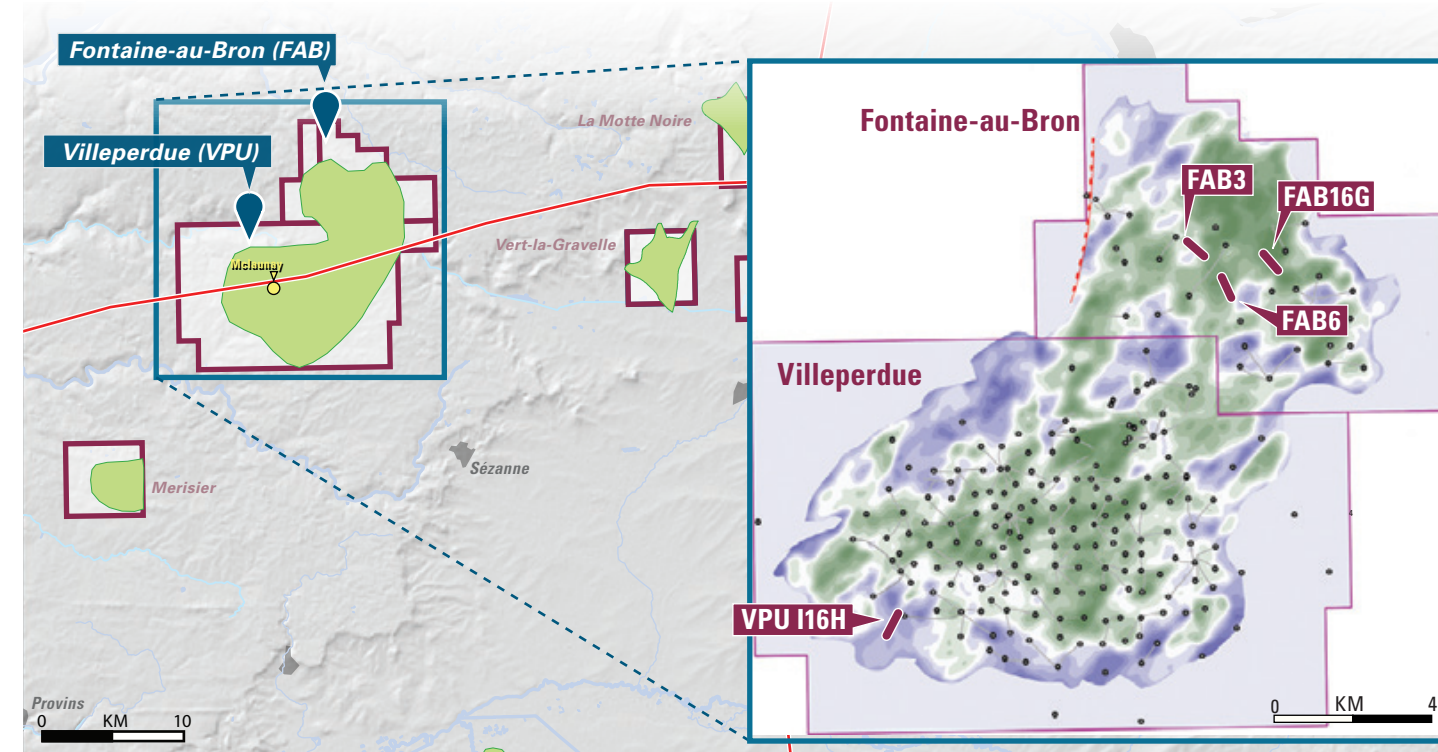 Fontaine-au-Bron (FAB)
Villeperdue (VPU)
La Motte Noire
Vert-la-Gravelle
Merisier
Sézanne
Provins
0 KM 10
Fontaine-au-Bron
FAB3
FAB16G
FAB6
Villeperdue
VPU I16H
4
0 KM 4